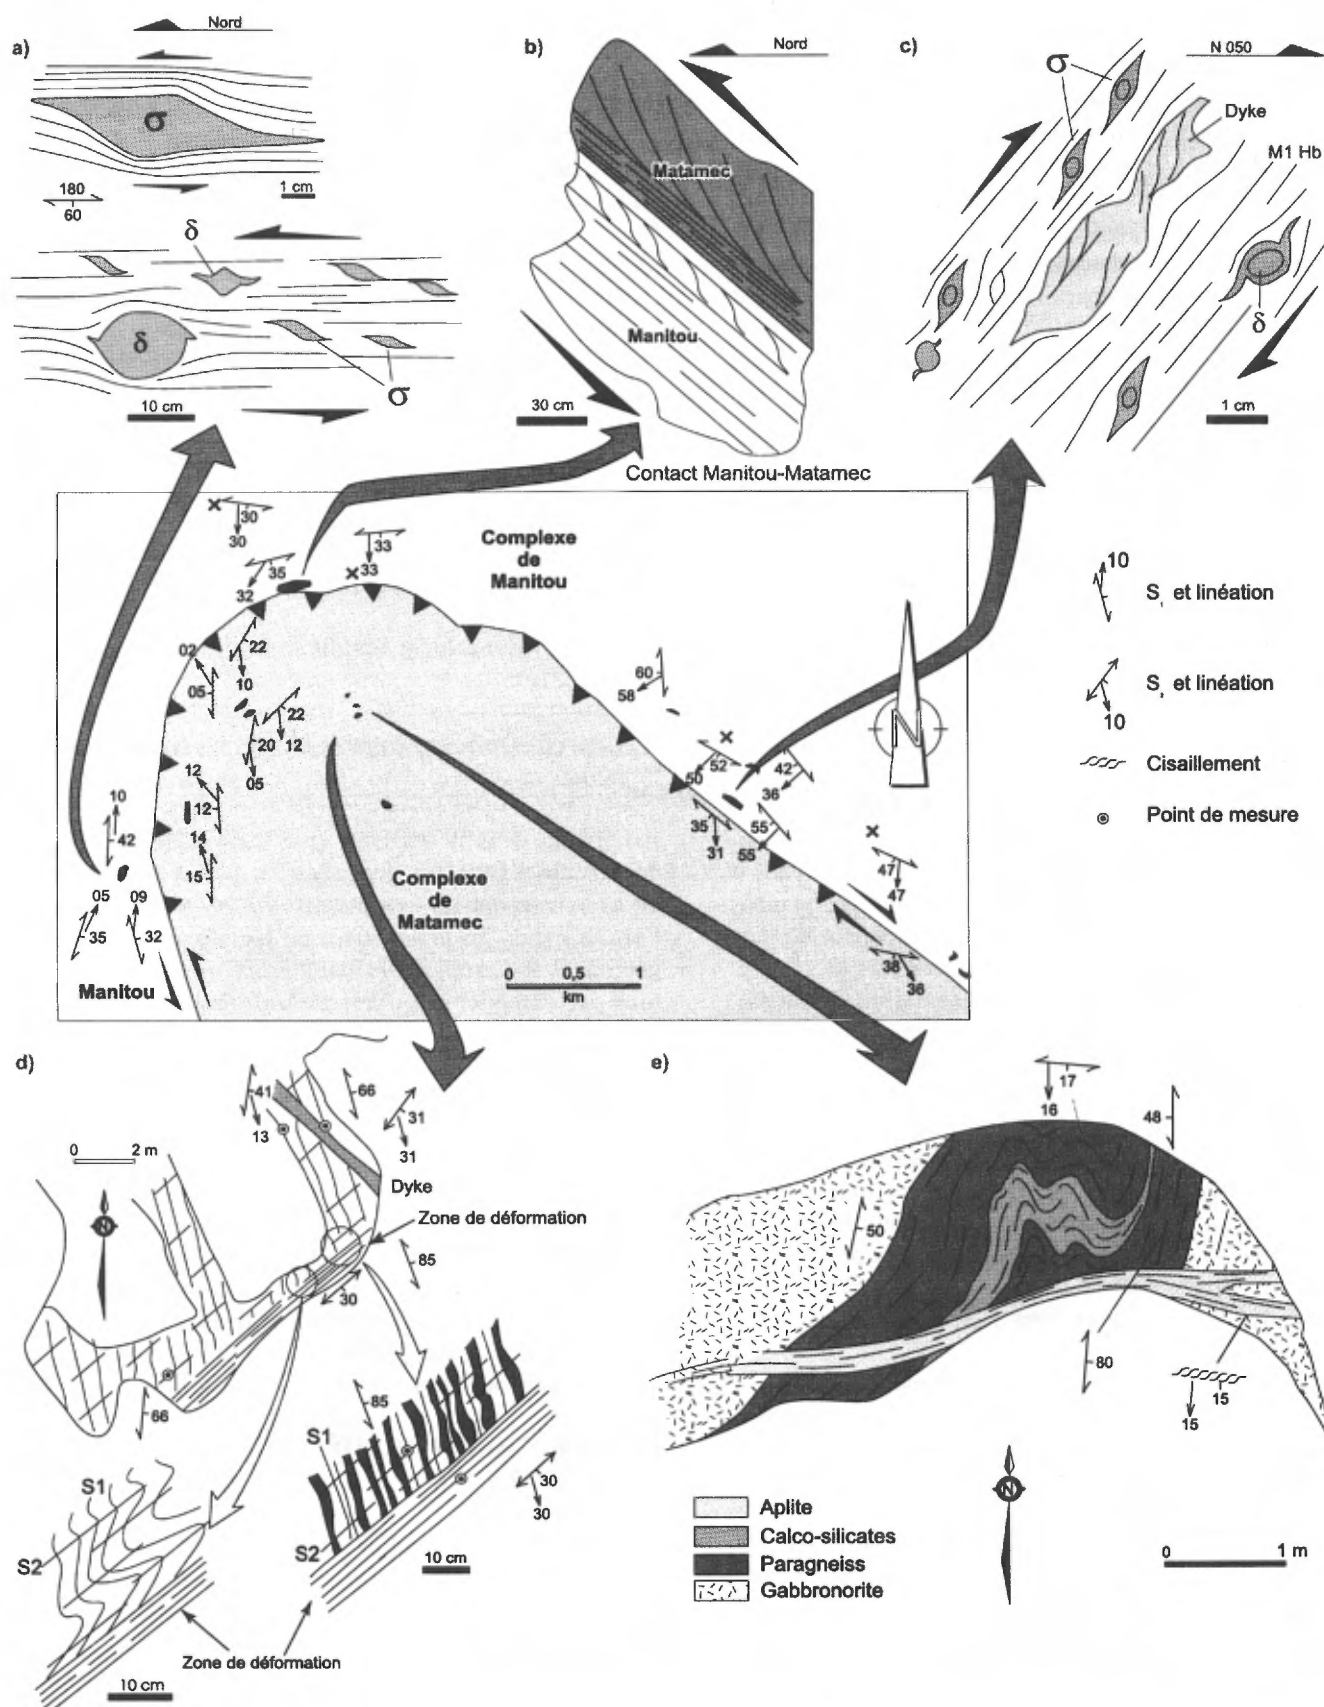 a)
Nord
σ
1 cm
180
60
δ
δ
σ
10 cm
b)
Nord
Matamec
Manitou
30 cm
Contact Manitou-Matamec
c)
N 050
σ
Dyke
M1 Hb
δ
1 cm
30
30
35
32
33
33
Complexe
de
Manitou
02
22
05
10
22
20
12
05
12
12
14
15
10
42
05
09
35
32
Manitou
60
58
52
50
42
36
35
31
55
55
47
47
38
36
Complexe
de
Matamec
0 0,5 1
km
N
10
S₁ et linéation
S₂ et linéation
10
Cisaillement
Point de mesure
d)
0 2 m
N
41
13
66
31
31
Dyke
Zone de déformation
85
30
66
S1
S2
85
S1
S2
30
30
10 cm
Zone de déformation
10 cm
e)
17
16
48
50
80
15
15
Aplite
Calco-silicates
Paragneiss
Gabbronorite
N
0 1 m